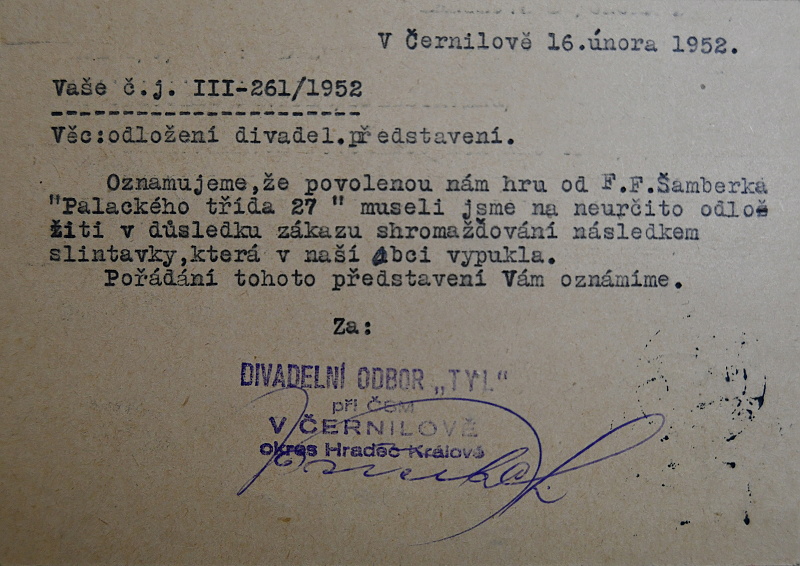 V Černilově 16.února 1952.
Vaše č.j. III-261/1952
Věc:odložení divadel.představení.
Oznamujeme,že povolenou nám hru od F.F.Šamberka
"Palackého třída 27 " museli jsme na neurčito odlo-
žiti v důsledku zákazu shromažďování následkem
slintavky,která v naší obci vypukla.
Pořádání tohoto představení Vám oznámíme.
Za:
DIVADELNÍ ODBOR „TYL“
při ČSM
V ČERNILOVĚ
okres Hradec Králové